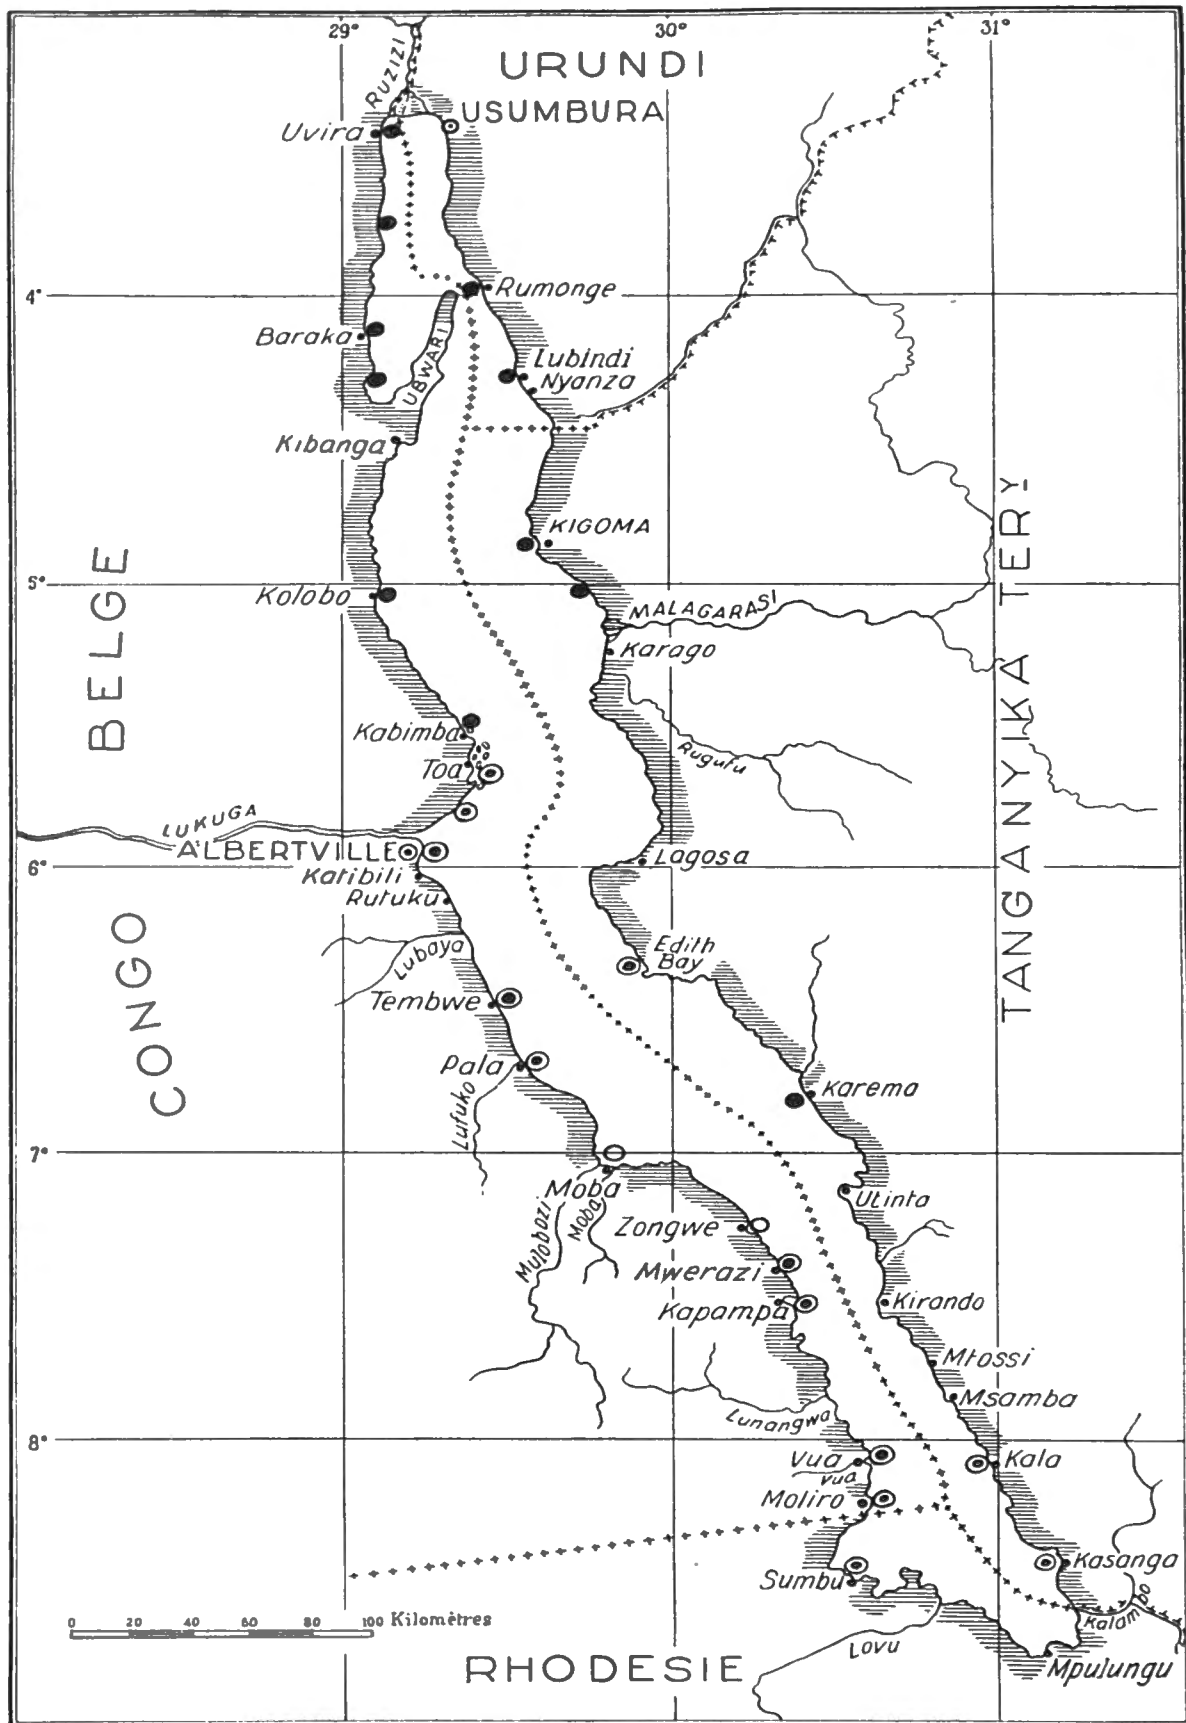 29°
30°
31°
URUNDI
RUZIZI
USUMBURA
Uvira
4°
Rumonge
Baraka
UBWARI
Lubindi
Nyanza
Kibanga
KIGOMA
BELGE
TANGANYIKA TERY
5°
Kolobo
MALAGARASI
Karago
Kabimba
Toa
Rugufu
LUKUGA
ALBERTVILLE
6°
Lagosa
Katibili
Rutuku
CONGO
Lubaya
Edith
Bay
Tembwe
Pala
Lufuko
Karema
7°
Moba
Utinta
Mulobozi
Moba
Zongwe
Mwerazi
Kapampa
Kirando
Mtossi
Msamba
Lunangwa
8°
Vua
Vua
Kala
Moliro
Sumbu
Kasanga
0 20 40 60 80 100 Kilomètres
Kalambo
Lovu
RHODESIE
Mpulungu